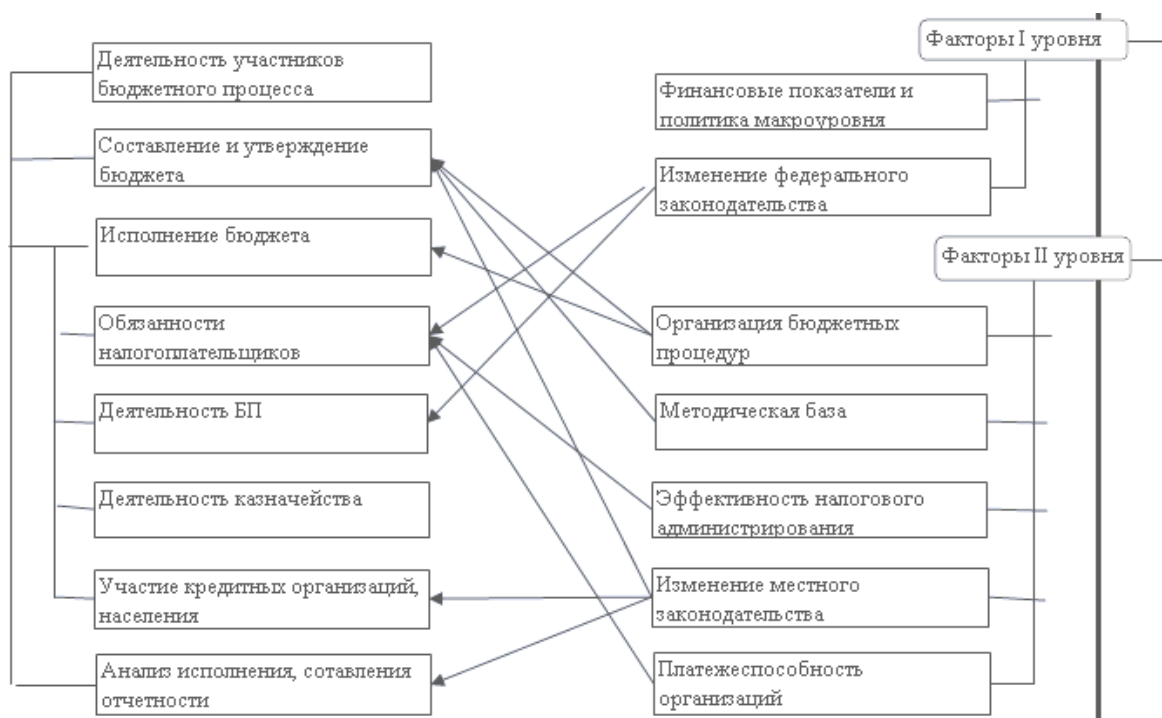 Деятельность участников
бюджетного процесса
Составление и утверждение
бюджета
Исполнение бюджета
Обязанности
налогоплательщиков
Деятельность БП
Деятельность казначейства
Участие кредитных организаций,
населения
Анализ исполнения, сотавления
отчетности
Факторы I уровня
Финансовые показатели и
политика макроуровня
Изменение федерального
законодательства
Факторы II уровня
Организация бюджетных
процедур
Методическая база
Эффективность налогового
администрирования
Изменение местного
законодательства
Платежеспособность
организаций